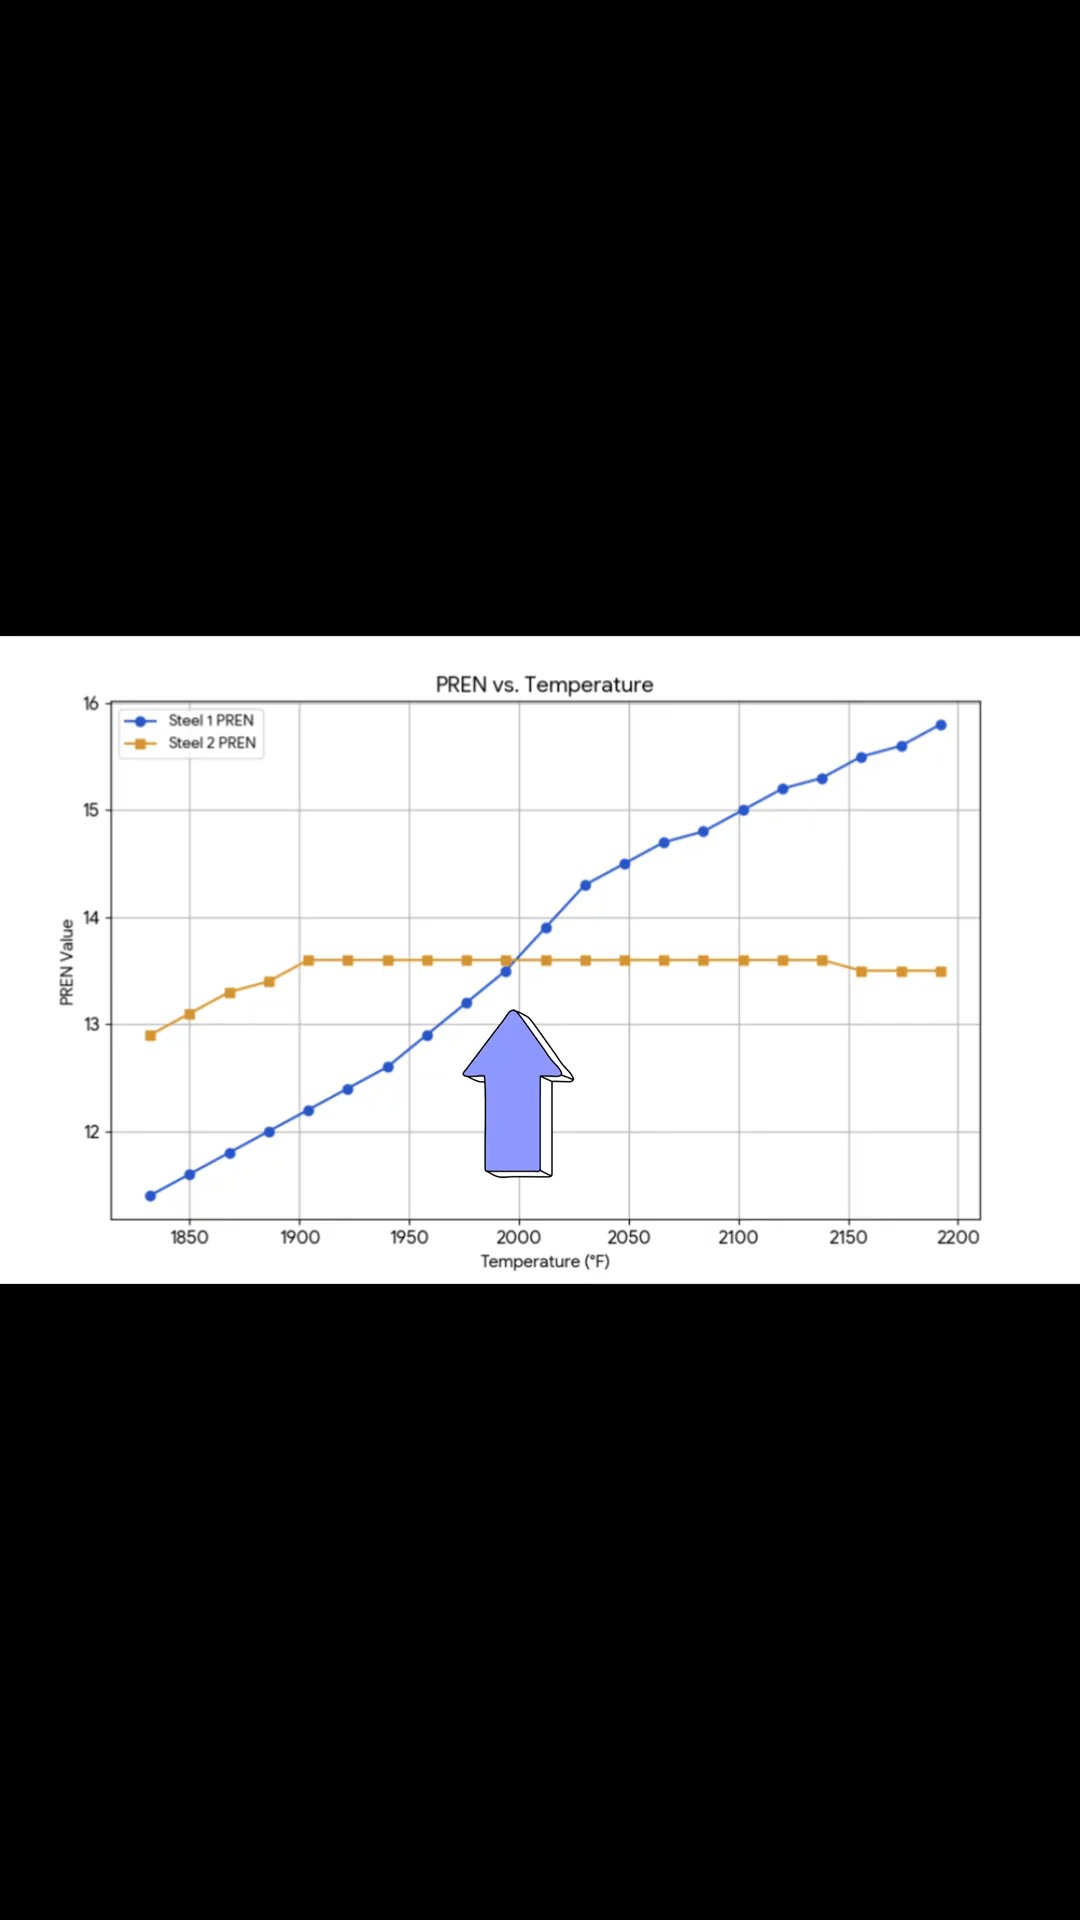 PREN vs. Temperature
Steel 1 PREN
Steel 2 PREN
PREN Value
16
15
14
13
12
1850 1900 1950 2000 2050 2100 2150 2200
Temperature (°F)